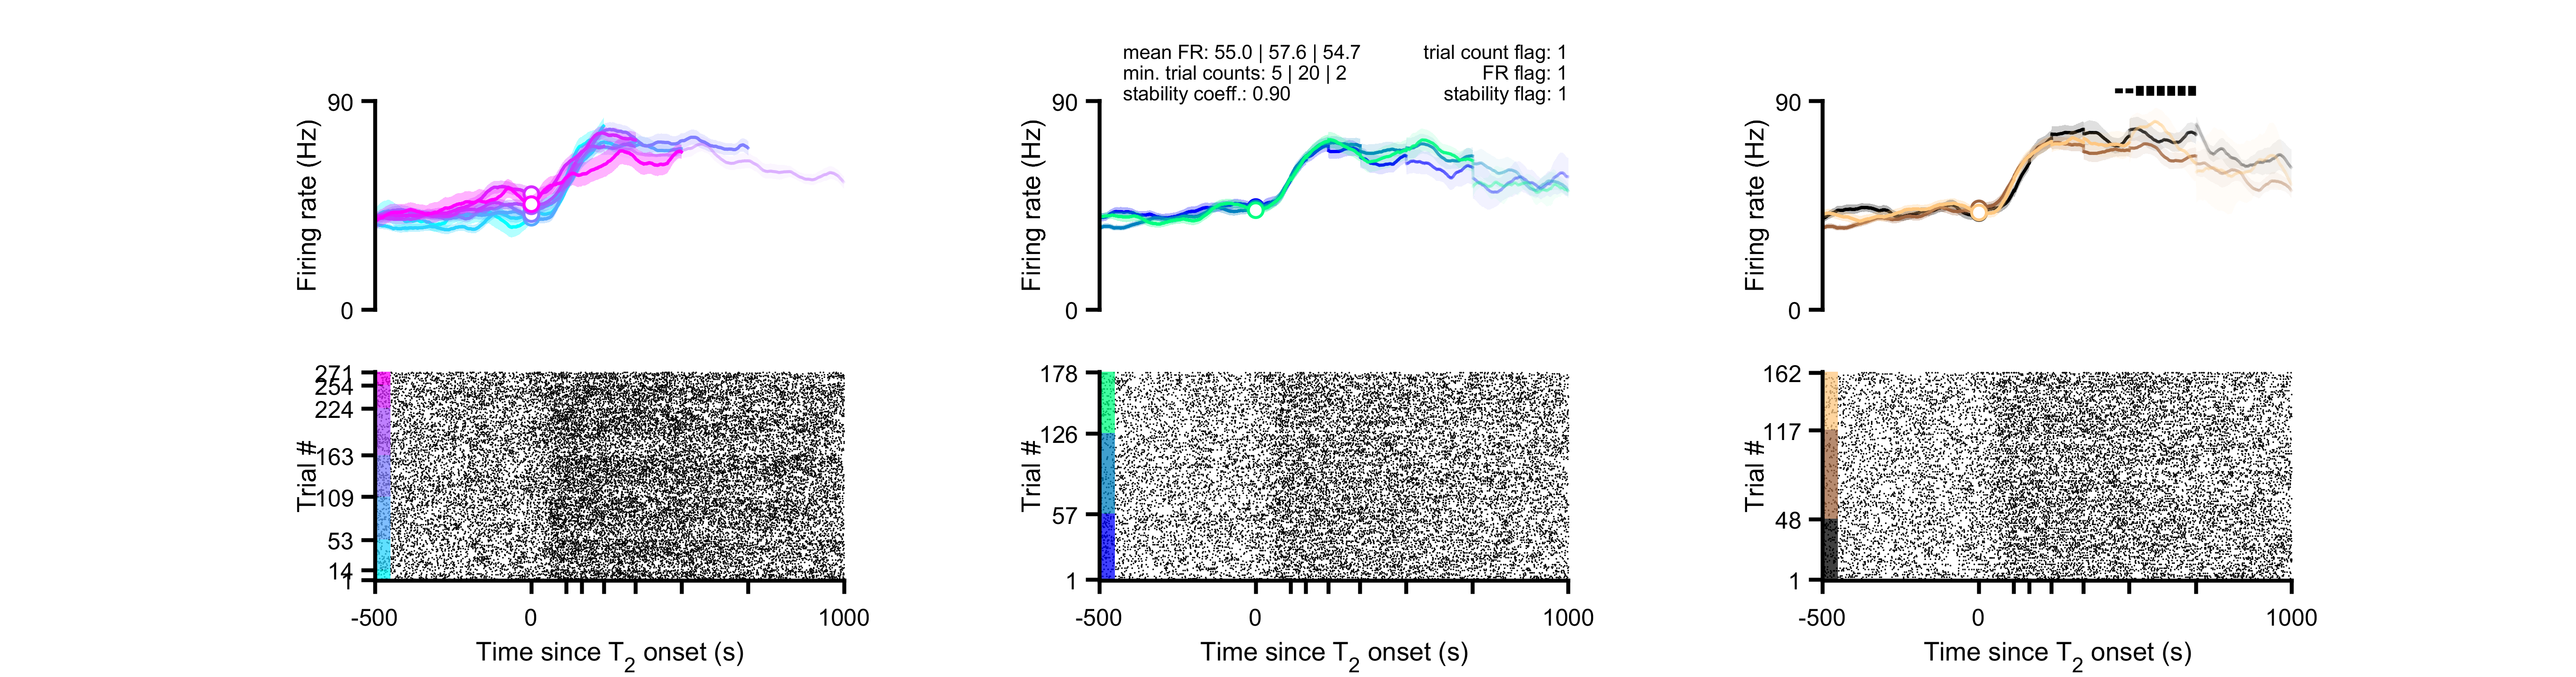 mean FR: 55.0 | 57.6 | 54.7
min. trial counts: 5 | 20 | 2
stability coeff.: 0.90
trial count flag: 1
FR flag: 1
stability flag: 1
90
Firing rate (Hz)
0
90
Firing rate (Hz)
0
90
Firing rate (Hz)
0
271
254
224
163
109
53
14
1
Trial #
-500
0
1000
Time since T2 onset (s)
178
126
57
1
Trial #
-500
0
1000
Time since T2 onset (s)
162
117
48
1
Trial #
-500
0
1000
Time since T2 onset (s)